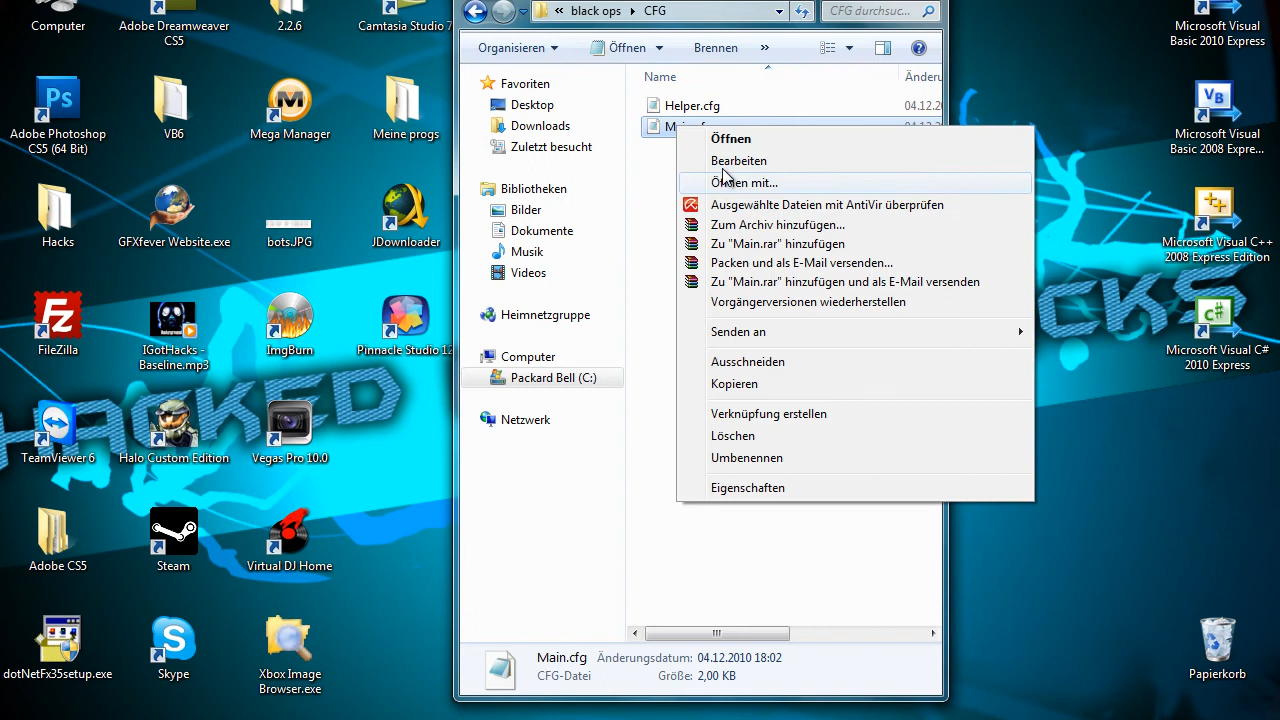 Computer
Adobe Dreamweaver
CS5
2.2.6
Camtasia Studio 7
« black ops ▸ CFG
CFG durchsuc...
Microsoft Visual
Basic 2010 Express
Organisieren
Öffnen
Brennen
»
Name
Änderu
Favoriten
Desktop
Downloads
Zuletzt besucht
Helper.cfg
04.12.20
Bibliotheken
Bilder
Dokumente
Musik
Videos
Heimnetzgruppe
Computer
Packard Bell (C:)
Netzwerk
Öffnen
Bearbeiten
Öffnen mit...
Ausgewählte Dateien mit AntiVir überprüfen
Zum Archiv hinzufügen...
Zu "Main.rar" hinzufügen
Packen und als E-Mail versenden...
Zu "Main.rar" hinzufügen und als E-Mail versenden
Vorgängerversionen wiederherstellen
Senden an
Ausschneiden
Kopieren
Verknüpfung erstellen
Löschen
Umbenennen
Eigenschaften
Main.cfg Änderungsdatum: 04.12.2010 18:02
CFG-Datei Größe: 2,00 KB
Ps
Adobe Photoshop
CS5 (64 Bit)
VB6
Mega Manager
Meine progs
Hacks
GFXfever Website.exe
bots.JPG
JDownloader
Fz
FileZilla
IGotHacks -
Baseline.mp3
ImgBurn
Pinnacle Studio 12
HACKED
TeamViewer 6
Halo Custom Edition
Vegas Pro 10.0
Adobe CS5
Steam
Virtual DJ Home
dotNetFx35setup.exe
Skype
Xbox Image
Browser.exe
VB
Microsoft Visual
Basic 2008 Expre...
Microsoft Visual C++
2008 Express Edition
C#
Microsoft Visual C#
2010 Express
Papierkorb